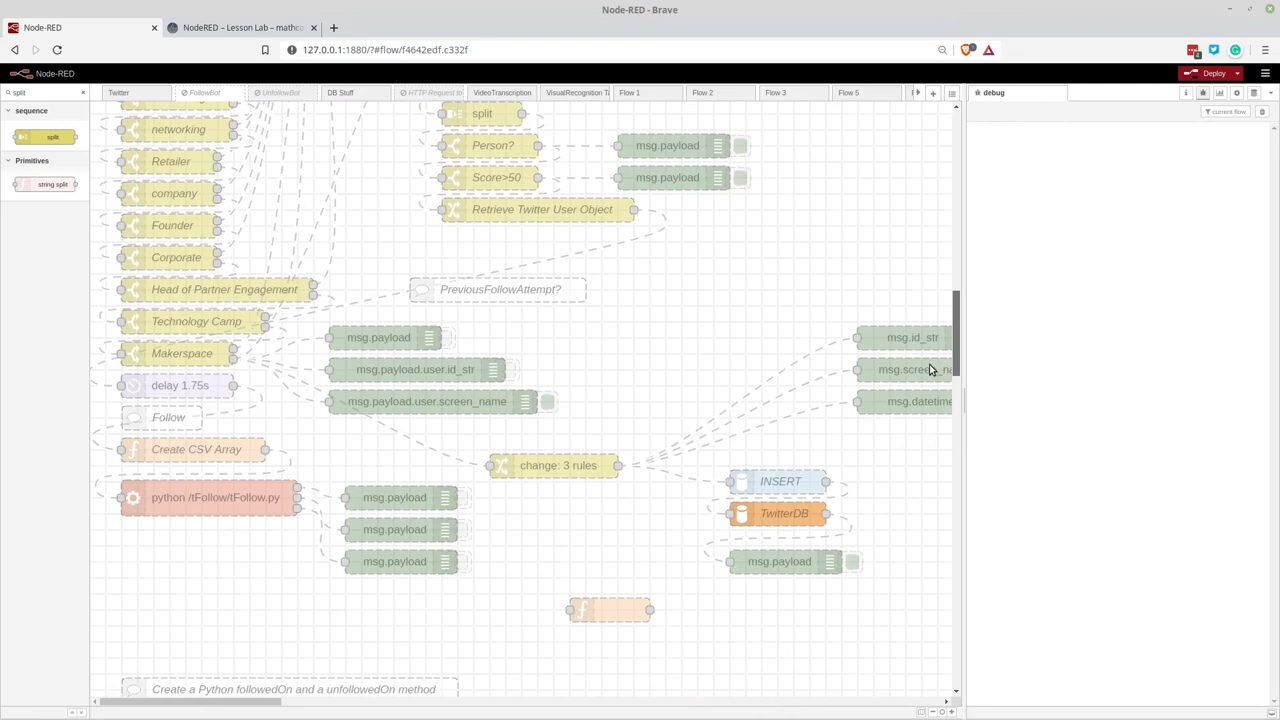 Node-RED - Brave
Node-RED
NodeRED – Lesson Lab – mathco
127.0.0.1:1880/?#flow/f4642edf.c332f
Node-RED
Deploy
split
Twitter
FollowBot
UnfollowBot
DB Stuff
HTTP Request to
VideoTranscription
VisualRecognition Tw
Flow 1
Flow 2
Flow 3
Flow 5
debug
current flow
sequence
split
Primitives
string split
networking
Retailer
company
Founder
Corporate
Head of Partner Engagement
Technology Camp
Makerspace
delay 1.75s
Follow
Create CSV Array
python /tFollow/tFollow.py
split
Person?
Score>50
Retrieve Twitter User Object
msg.payload
msg.payload
PreviousFollowAttempt?
msg.payload
msg.payload.user.id_str
msg.payload.user.screen_name
msg.id_str
msg.screen_na
msg.datetime
change: 3 rules
INSERT
TwitterDB
msg.payload
msg.payload
msg.payload
msg.payload
Create a Python followedOn and a unfollowedOn method